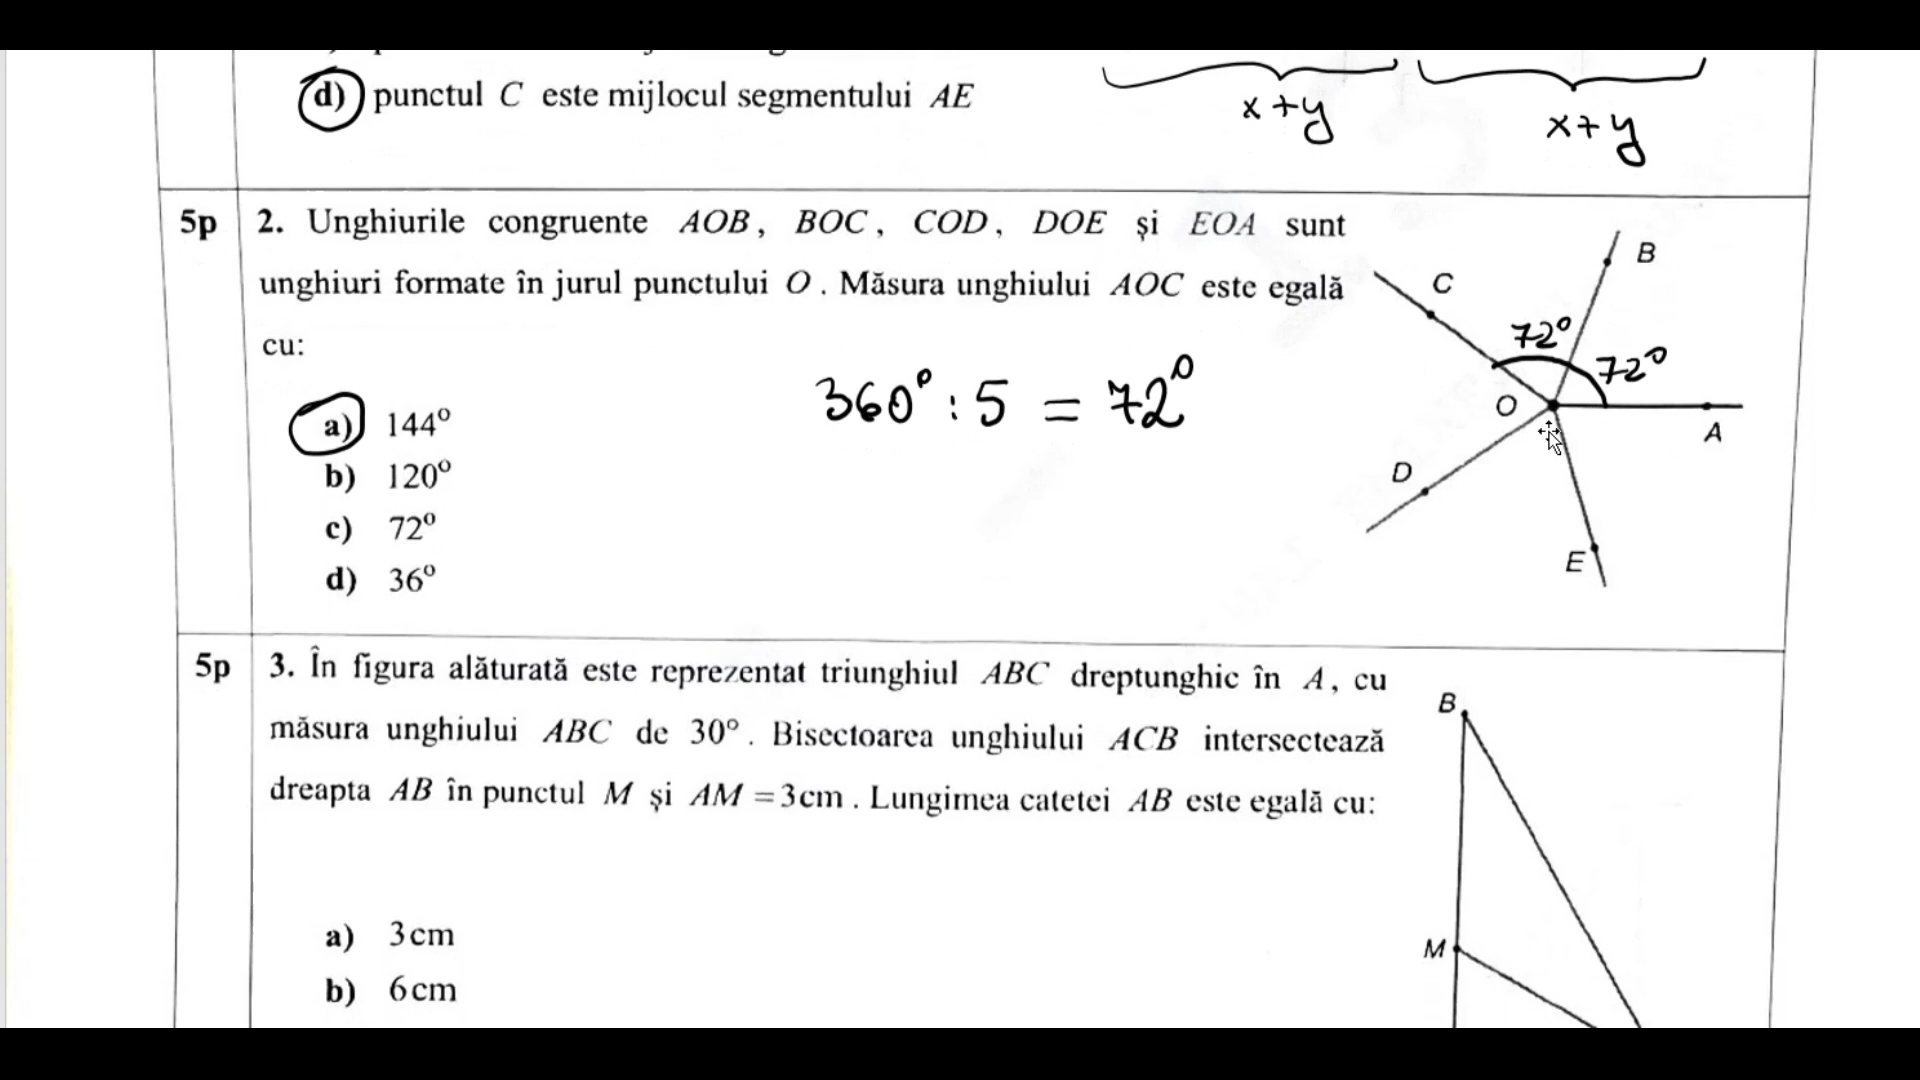 d) punctul C este mijlocul segmentului AE
x+y
x+y
5p
2. Unghiurile congruente AOB, BOC, COD, DOE și EOA sunt
unghiuri formate în jurul punctului O. Măsura unghiului AOC este egală
cu:
360° : 5 = 72°
a) 144°
b) 120°
c) 72°
d) 36°
B
C
72°
72°
O
A
D
E
5p
3. În figura alăturată este reprezentat triunghiul ABC dreptunghic în A, cu
măsura unghiului ABC de 30°. Bisectoarea unghiului ACB intersectează
dreapta AB în punctul M și AM = 3cm. Lungimea catetei AB este egală cu:
a) 3cm
b) 6cm
B
M